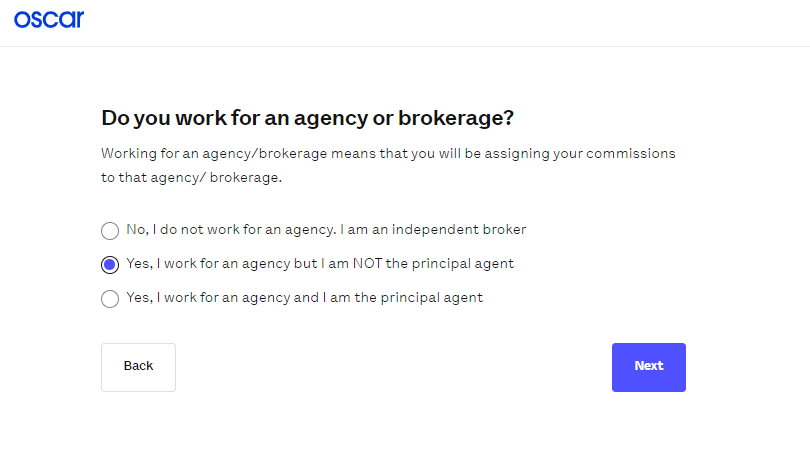 oscar
Do you work for an agency or brokerage?
Working for an agency/brokerage means that you will be assigning your commissions
to that agency/ brokerage.
No, I do not work for an agency. I am an independent broker
Yes, I work for an agency but I am NOT the principal agent
Yes, I work for an agency and I am the principal agent
Back
Next